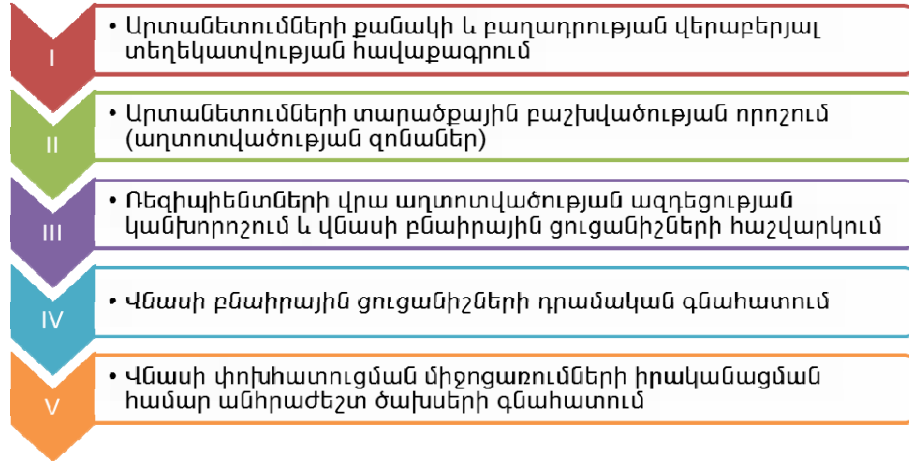 I
• Արտանետումների քանակի և բաղադրության վերաբերյալ
տեղեկատվության հավաքագրում
II
• Արտանետումների տարածքային բաշխվածության որոշում
(աղտոտվածության զոնաներ)
III
• Ռեզիպիենտների վրա աղտոտվածության ազդեցության
կանխորոշում և վնասի բնաիրային ցուցանիշների հաշվարկում
IV
• Վնասի բնաիրային ցուցանիշների դրամական գնահատում
V
• Վնասի փոխհատուցման միջոցառումների իրականացման
համար անհրաժեշտ ծախսերի գնահատում